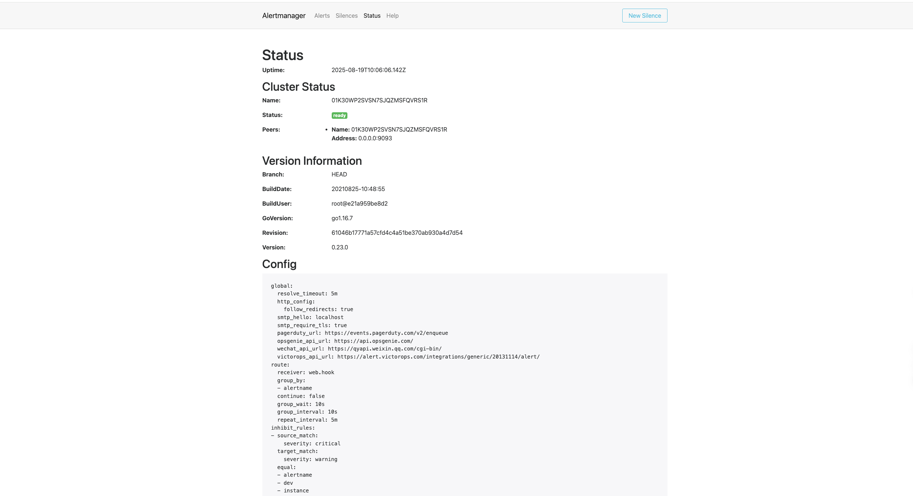 Alertmanager Alerts Silences Status Help New Silence
Status
Uptime: 2025-08-19T10:06:06.142Z
Cluster Status
Name: 01K30WP2SVSN7SJQZMSFQVRS1R
Status: ready
Peers: • Name: 01K30WP2SVSN7SJQZMSFQVRS1R
Address: 0.0.0.0:9093
Version Information
Branch: HEAD
BuildDate: 20210825-10:48:55
BuildUser: root@e21a959be8d2
GoVersion: go1.16.7
Revision: 61046b17771a57cfd4c4a51be370ab930a4d7d54
Version: 0.23.0
Config
global:
  resolve_timeout: 5m
  http_config:
    follow_redirects: true
  smtp_hello: localhost
  smtp_require_tls: true
  pagerduty_url: https://events.pagerduty.com/v2/enqueue
  opsgenie_api_url: https://api.opsgenie.com/
  wechat_api_url: https://qyapi.weixin.qq.com/cgi-bin/
  victorops_api_url: https://alert.victorops.com/integrations/generic/20131114/alert/
route:
  receiver: web.hook
  group_by:
  - alertname
  continue: false
  group_wait: 10s
  group_interval: 10s
  repeat_interval: 5m
inhibit_rules:
- source_match:
    severity: critical
  target_match:
    severity: warning
  equal:
  - alertname
  - dev
  - instance